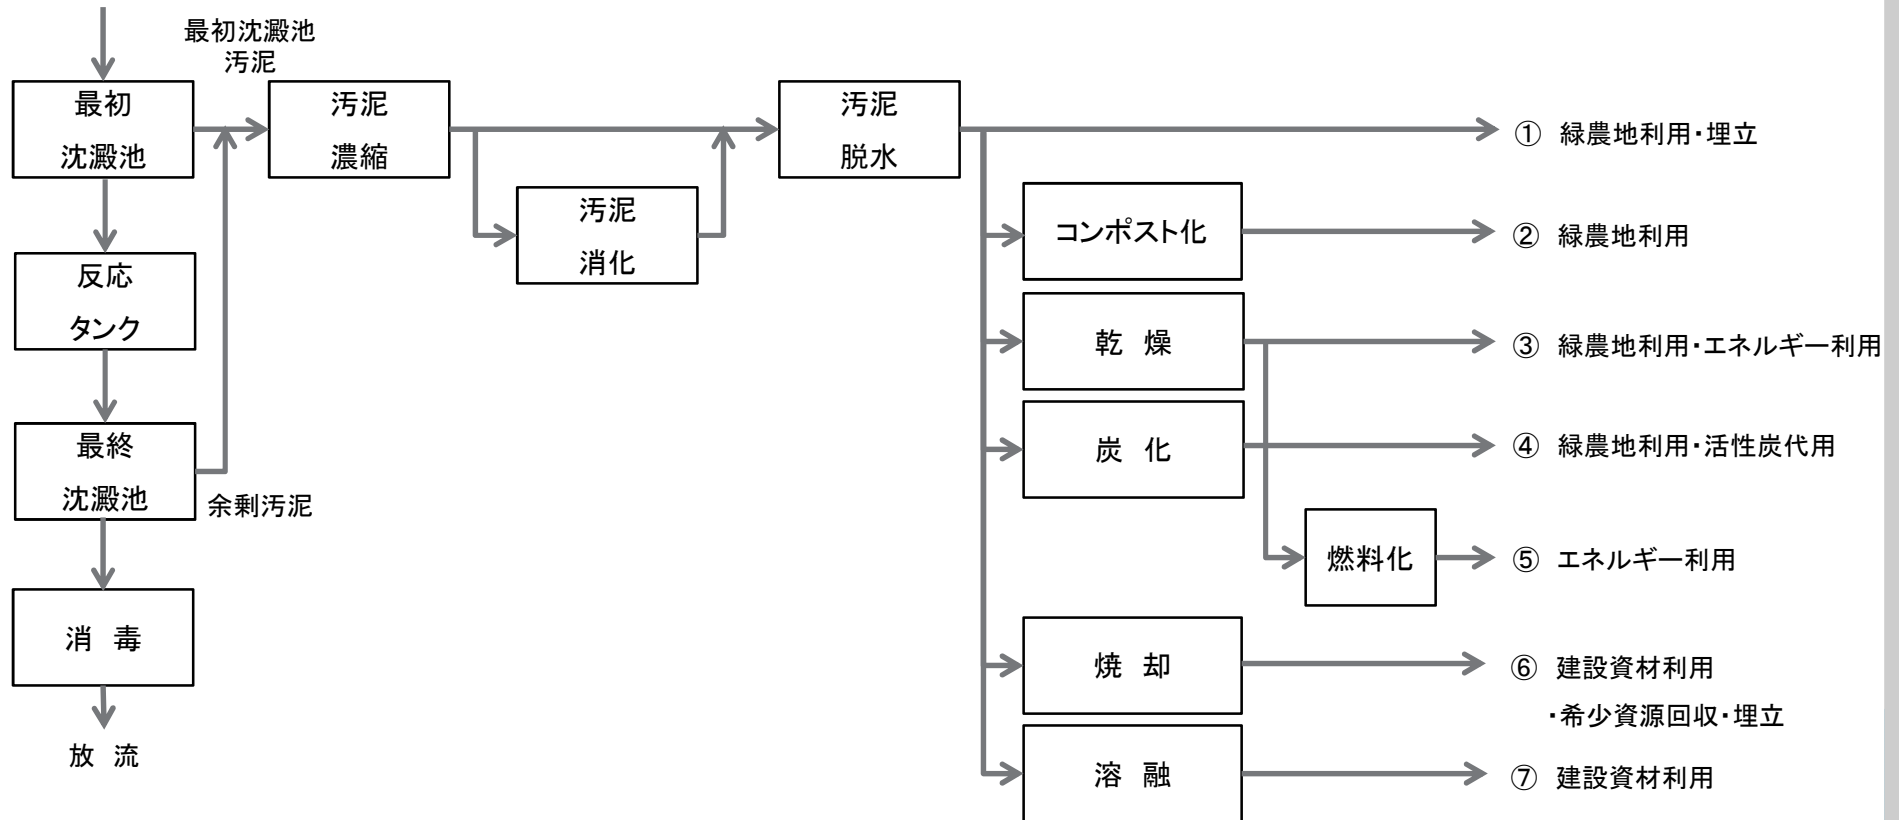 最初沈澱池
汚泥
最初
沈澱池
汚泥
濃縮
汚泥
脱水
① 緑農地利用・埋立
汚泥
消化
コンポスト化
② 緑農地利用
反応
タンク
乾 燥
③ 緑農地利用・エネルギー利用
最終
沈澱池
余剰汚泥
炭 化
④ 緑農地利用・活性炭代用
燃料化
⑤ エネルギー利用
消 毒
焼 却
⑥ 建設資材利用
・希少資源回収・埋立
放 流
溶 融
⑦ 建設資材利用